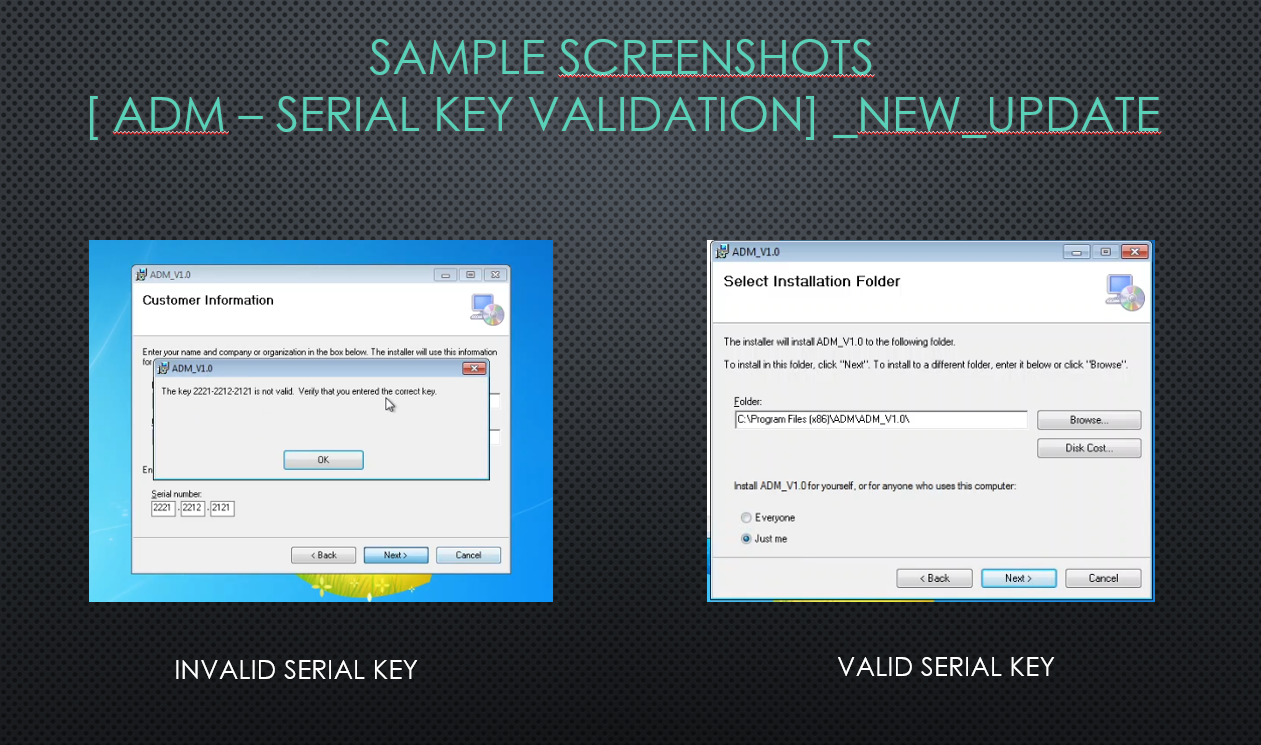 SAMPLE SCREENSHOTS
[ ADM – SERIAL KEY VALIDATION] _NEW_UPDATE
ADM_V1.0
Customer Information
Enter your name and company or organization in the box below. The installer will use this information
for
ADM_V1.0
The key 2221-2212-2121 is not valid. Verify that you entered the correct key.
OK
En
Serial number:
2221 - 2212 - 2121
< Back Next > Cancel
INVALID SERIAL KEY
ADM_V1.0
Select Installation Folder
The installer will install ADM_V1.0 to the following folder.
To install in this folder, click "Next". To install to a different folder, enter it below or click "Browse".
Folder:
C:\Program Files (x86)\ADM\ADM_V1.0\
Browse...
Disk Cost...
Install ADM_V1.0 for yourself, or for anyone who uses this computer:
Everyone
Just me
< Back Next > Cancel
VALID SERIAL KEY